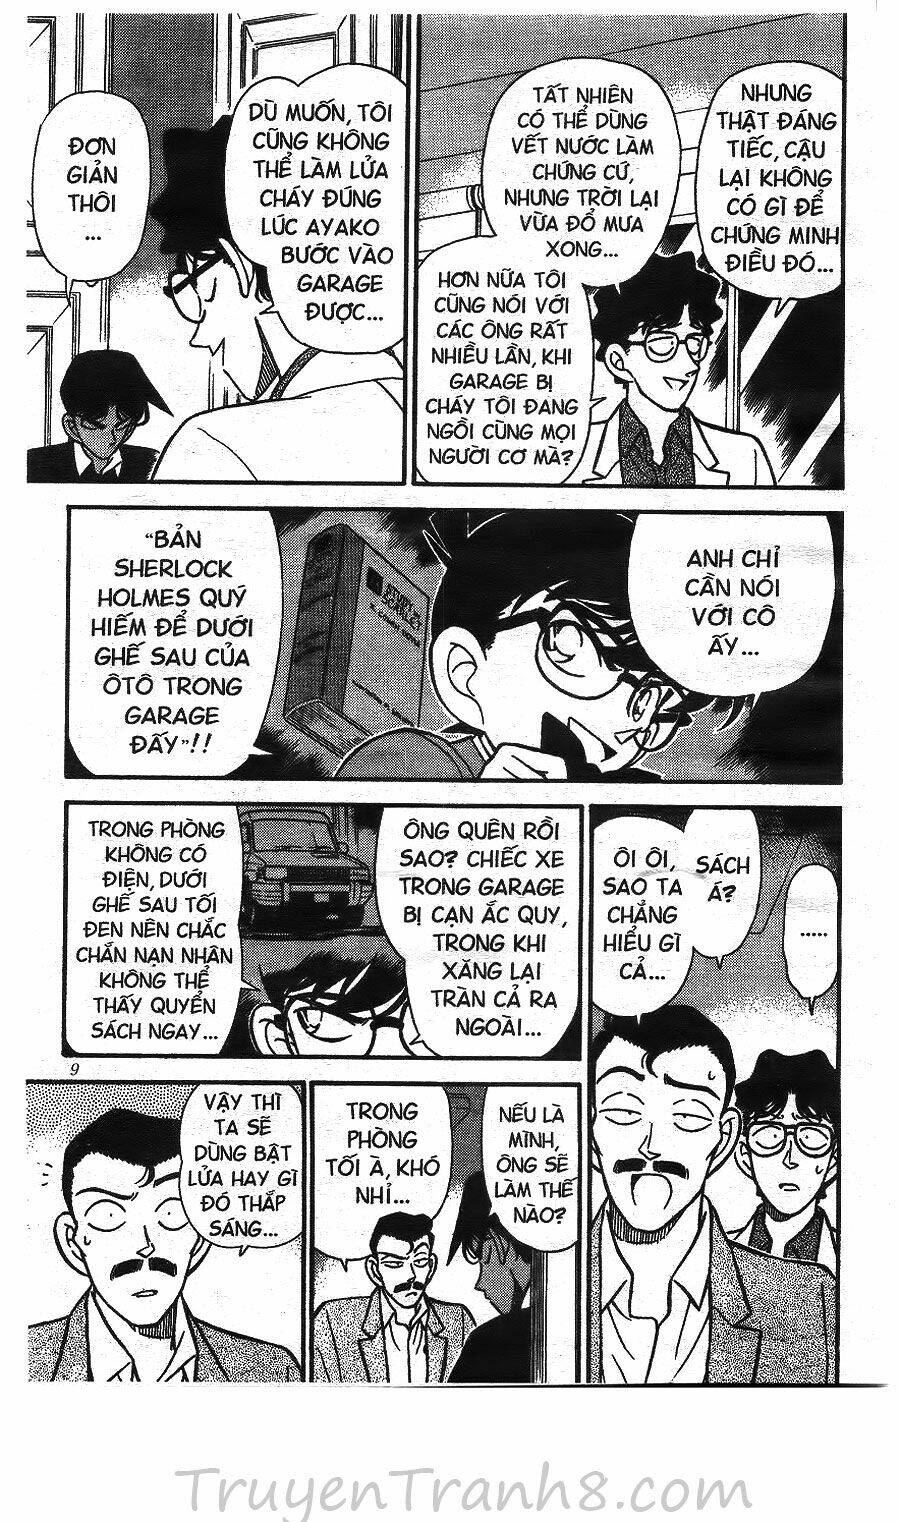 NHƯNG
THẬT ĐÁNG
TIẾC, CẬU
LẠI KHÔNG
CÓ GÌ ĐỂ
CHỨNG MINH
ĐIỀU ĐÓ...
TẤT NHIÊN
CÓ THỂ DÙNG
VẾT NƯỚC LÀM
CHỨNG CỨ,
NHƯNG TRỜI LẠI
VỪA ĐỔ MƯA
XONG...
HƠN NỮA TÔI
CŨNG NÓI VỚI
CÁC ÔNG RẤT
NHIỀU LẦN, KHI
GARAGE BỊ
CHÁY TÔI ĐANG
NGỒI CÙNG MỌI
NGƯỜI CƠ MÀ?
DÙ MUỐN, TÔI
CŨNG KHÔNG
THỂ LÀM LỬA
CHÁY ĐÚNG
LÚC AYAKO
BƯỚC VÀO
GARAGE
ĐƯỢC...
ĐƠN
GIẢN
THÔI
...
ANH CHỈ
CẦN NÓI
VỚI CÔ
ẤY...
"BẢN
SHERLOCK
HOLMES QUÝ
HIẾM ĐỂ DƯỚI
GHẾ SAU CỦA
ÔTÔ TRONG
GARAGE
ĐẤY"!!
......
SÁCH
Á?
ÔI ÔI,
SAO TA
CHẲNG
HIỂU GÌ
CẢ...
ÔNG QUÊN RỒI
SAO? CHIẾC XE
TRONG GARAGE
BỊ CẠN ẮC QUY,
TRONG KHI
XĂNG LẠI
TRÀN CẢ RA
NGOÀI...
TRONG PHÒNG
KHÔNG CÓ
ĐIỆN, DƯỚI
GHẾ SAU TỐI
ĐEN NÊN CHẮC
CHẮN NẠN NHÂN
KHÔNG THỂ
THẤY QUYỂN
SÁCH NGAY...
9
NẾU LÀ
MÌNH,
ÔNG SẼ
LÀM THẾ
NÀO?
TRONG
PHÒNG
TỐI À, KHÓ
NHỈ...
VẬY THÌ
TA SẼ
DÙNG BẬT
LỬA HAY GÌ
ĐÓ THẮP
SÁNG...
TruyenTranh8.com